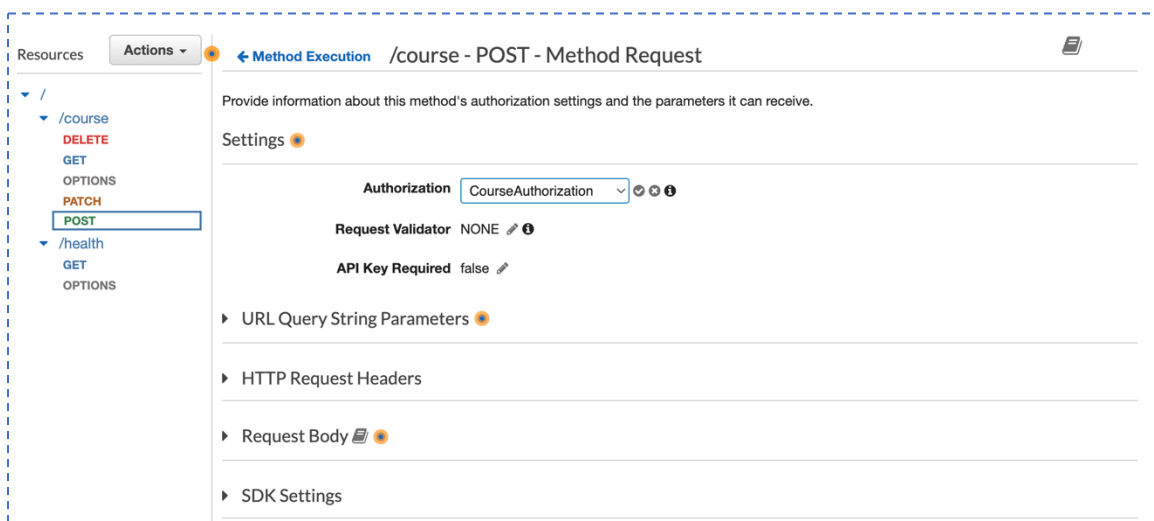 Resources
Actions
Method Execution /course - POST - Method Request
/
/course
DELETE
GET
OPTIONS
PATCH
POST
/health
GET
OPTIONS
Provide information about this method's authorization settings and the parameters it can receive.
Settings
Authorization CourseAuthorization
Request Validator NONE
API Key Required false
URL Query String Parameters
HTTP Request Headers
Request Body
SDK Settings